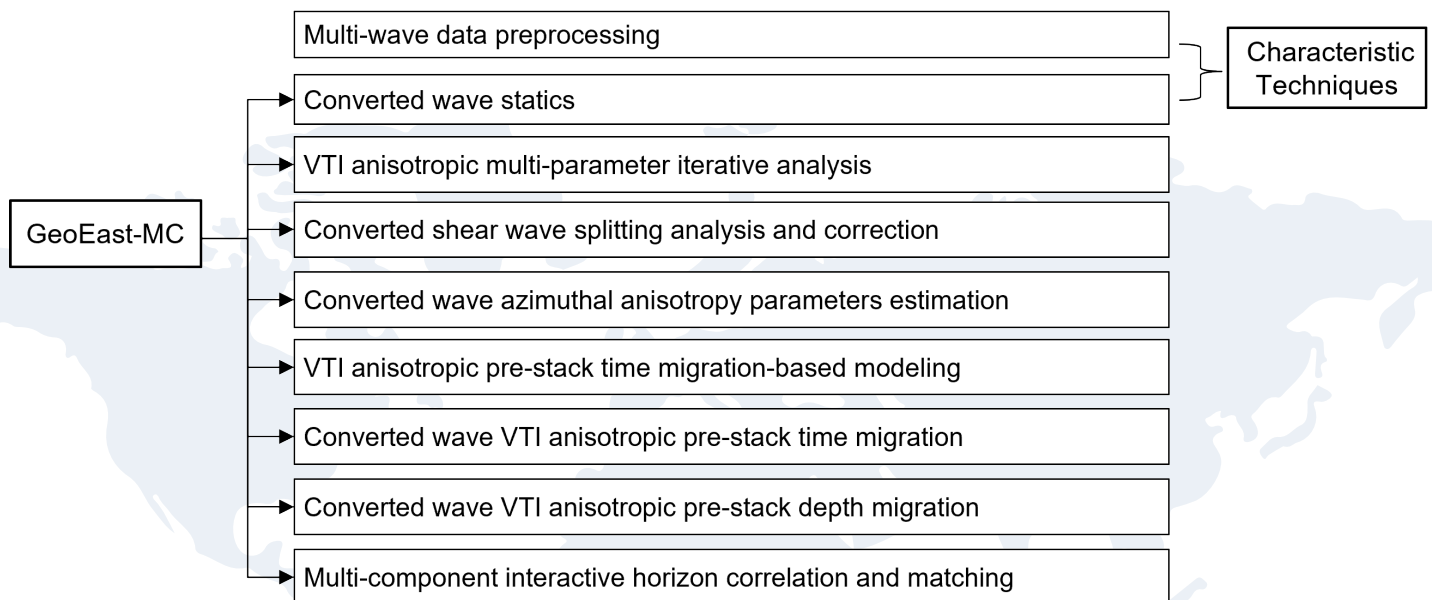 Multi-wave data preprocessing
Characteristic
Techniques
Converted wave statics
VTI anisotropic multi-parameter iterative analysis
GeoEast-MC
Converted shear wave splitting analysis and correction
Converted wave azimuthal anisotropy parameters estimation
VTI anisotropic pre-stack time migration-based modeling
Converted wave VTI anisotropic pre-stack time migration
Converted wave VTI anisotropic pre-stack depth migration
Multi-component interactive horizon correlation and matching